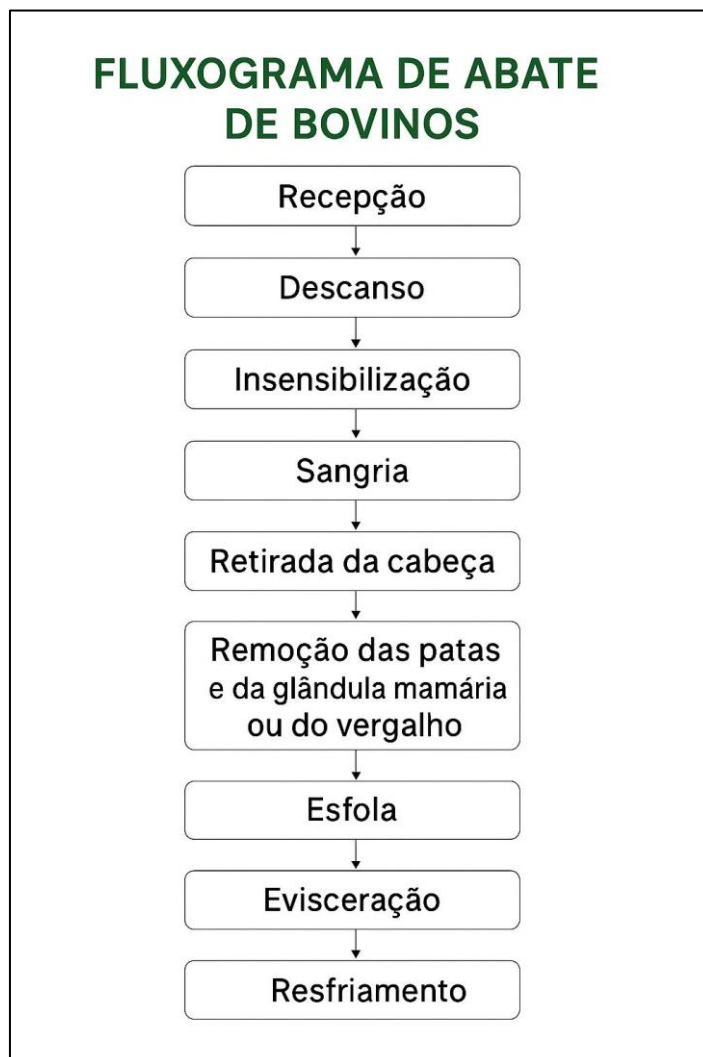 FLUXOGRAMA DE ABATE
DE BOVINOS
Recepção
Descanso
Insensibilização
Sangria
Retirada da cabeça
Remoção das patas
e da glândula mamária
ou do vergalho
Esfola
Evisceração
Resfriamento